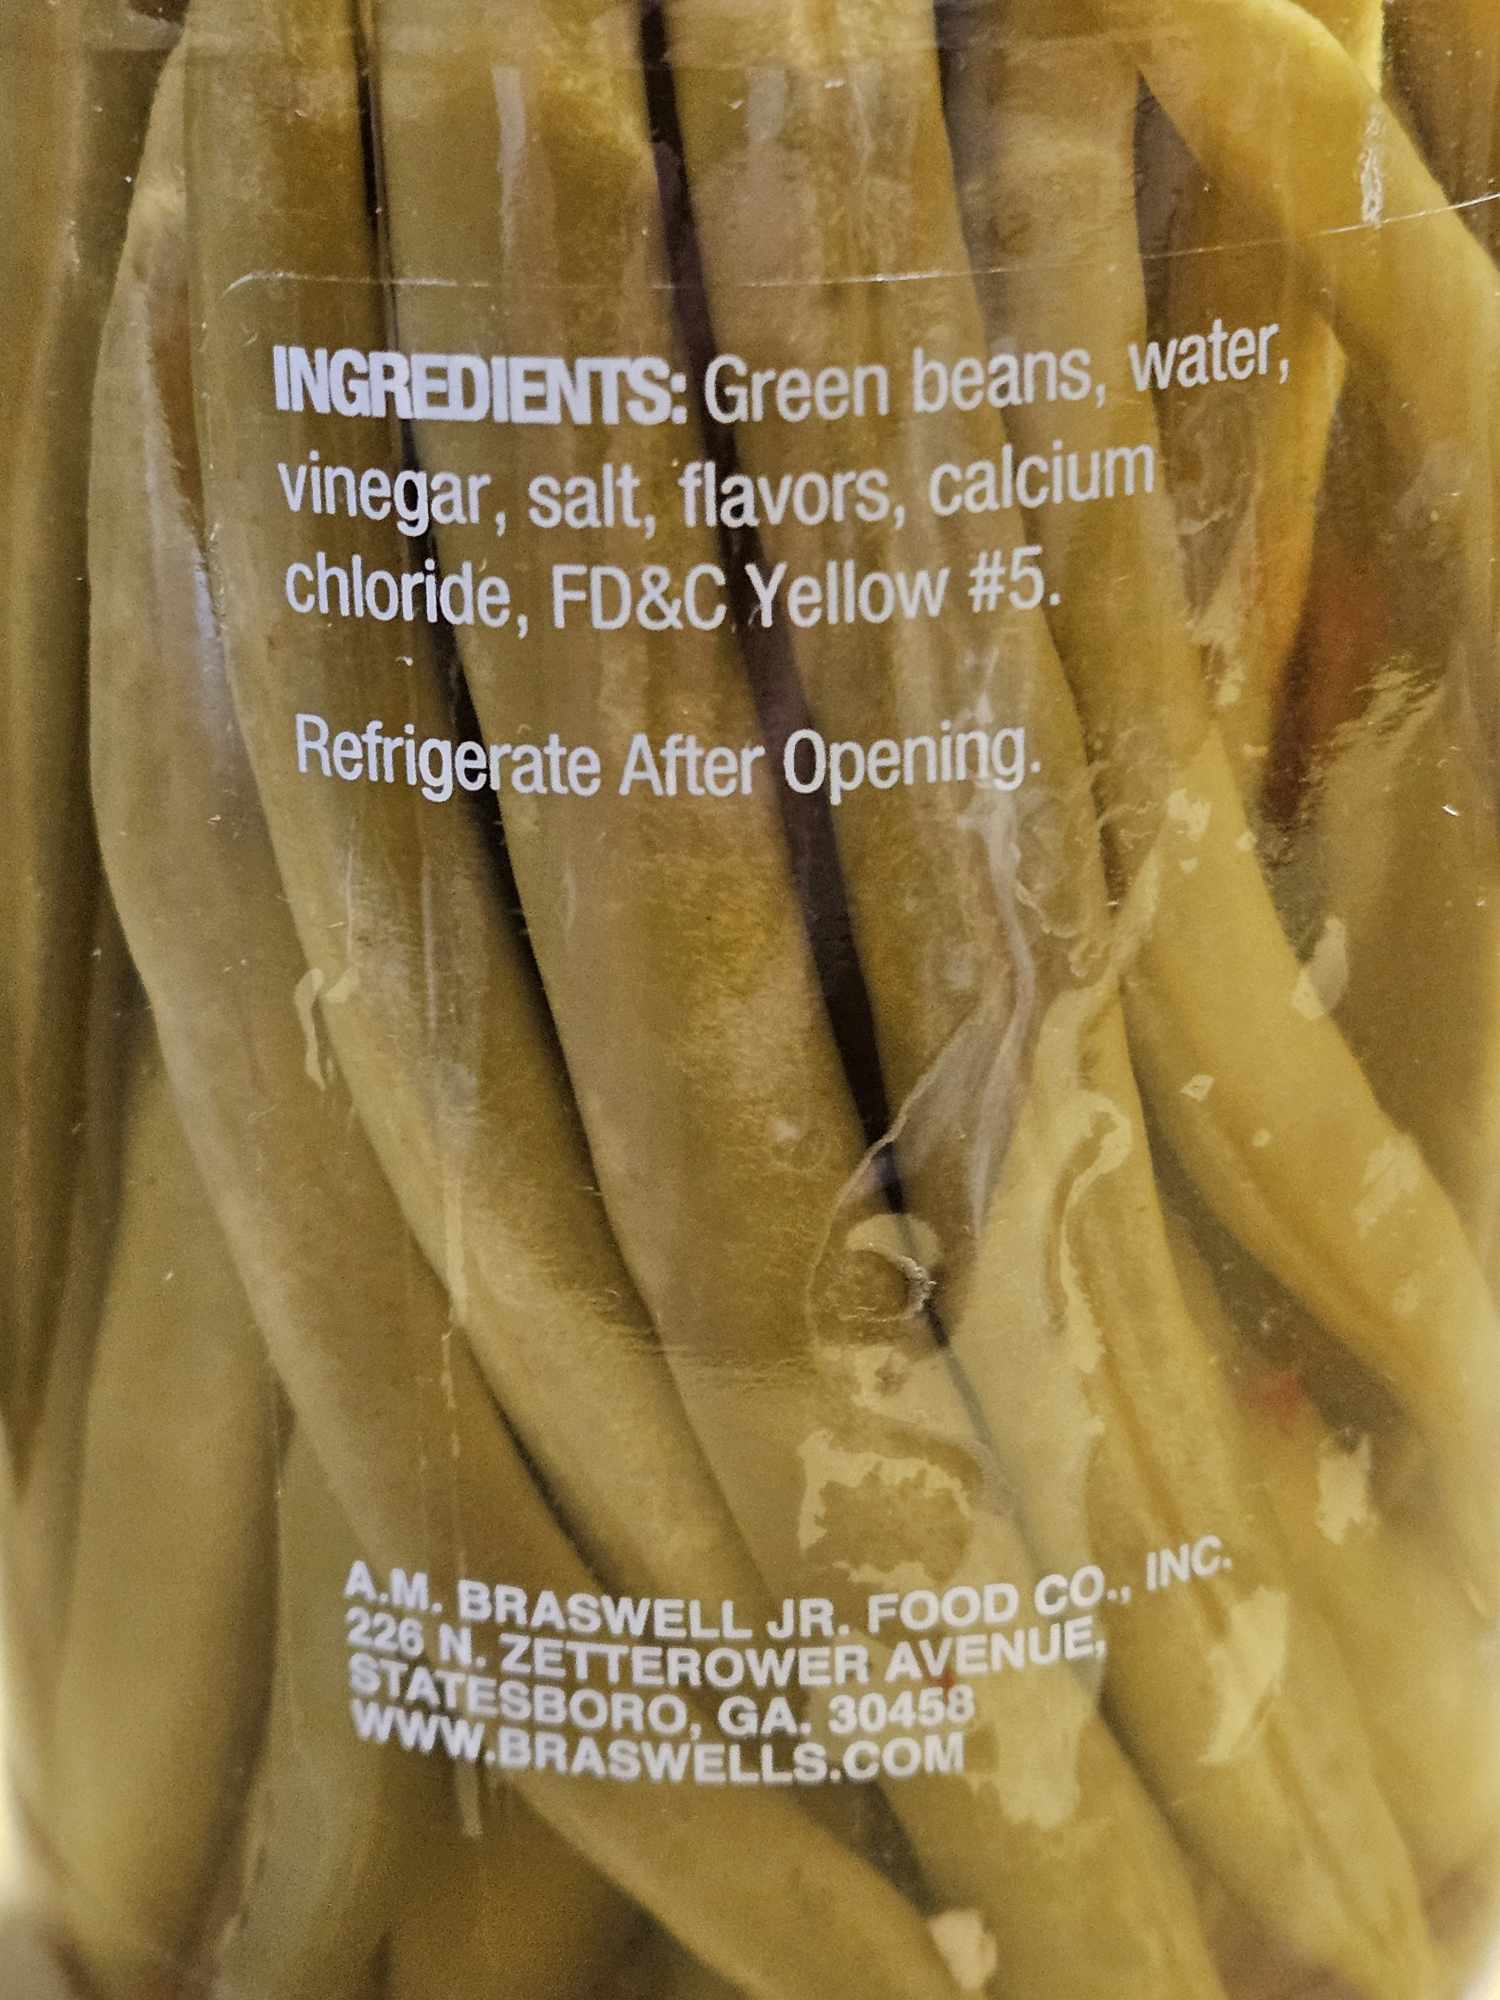 INGREDIENTS: Green beans, water,
vinegar, salt, flavors, calcium
chloride, FD&C Yellow #5.
Refrigerate After Opening.
A.M. BRASWELL JR. FOOD CO., INC.
226 N. ZETTEROWER AVENUE,
STATESBORO, GA. 30458
WWW.BRASWELLS.COM